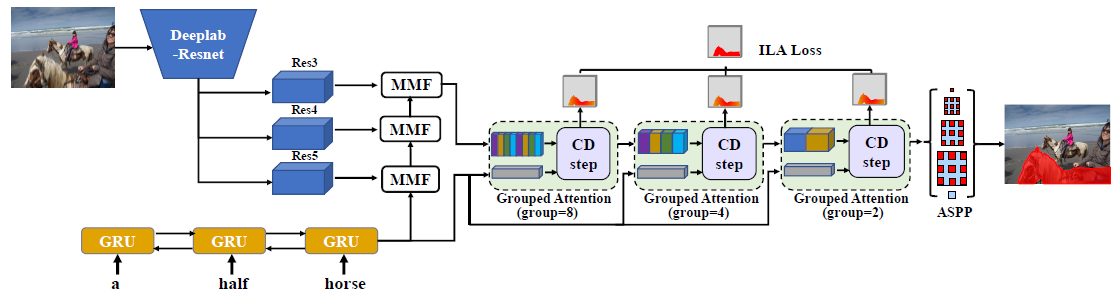 Deeplab
-Resnet
Res3
Res4
Res5
MMF
MMF
MMF
ILA Loss
CD
step
CD
step
CD
step
Grouped Attention
(group=8)
Grouped Attention
(group=4)
Grouped Attention
(group=2)
ASPP
GRU
GRU
GRU
a
half
horse